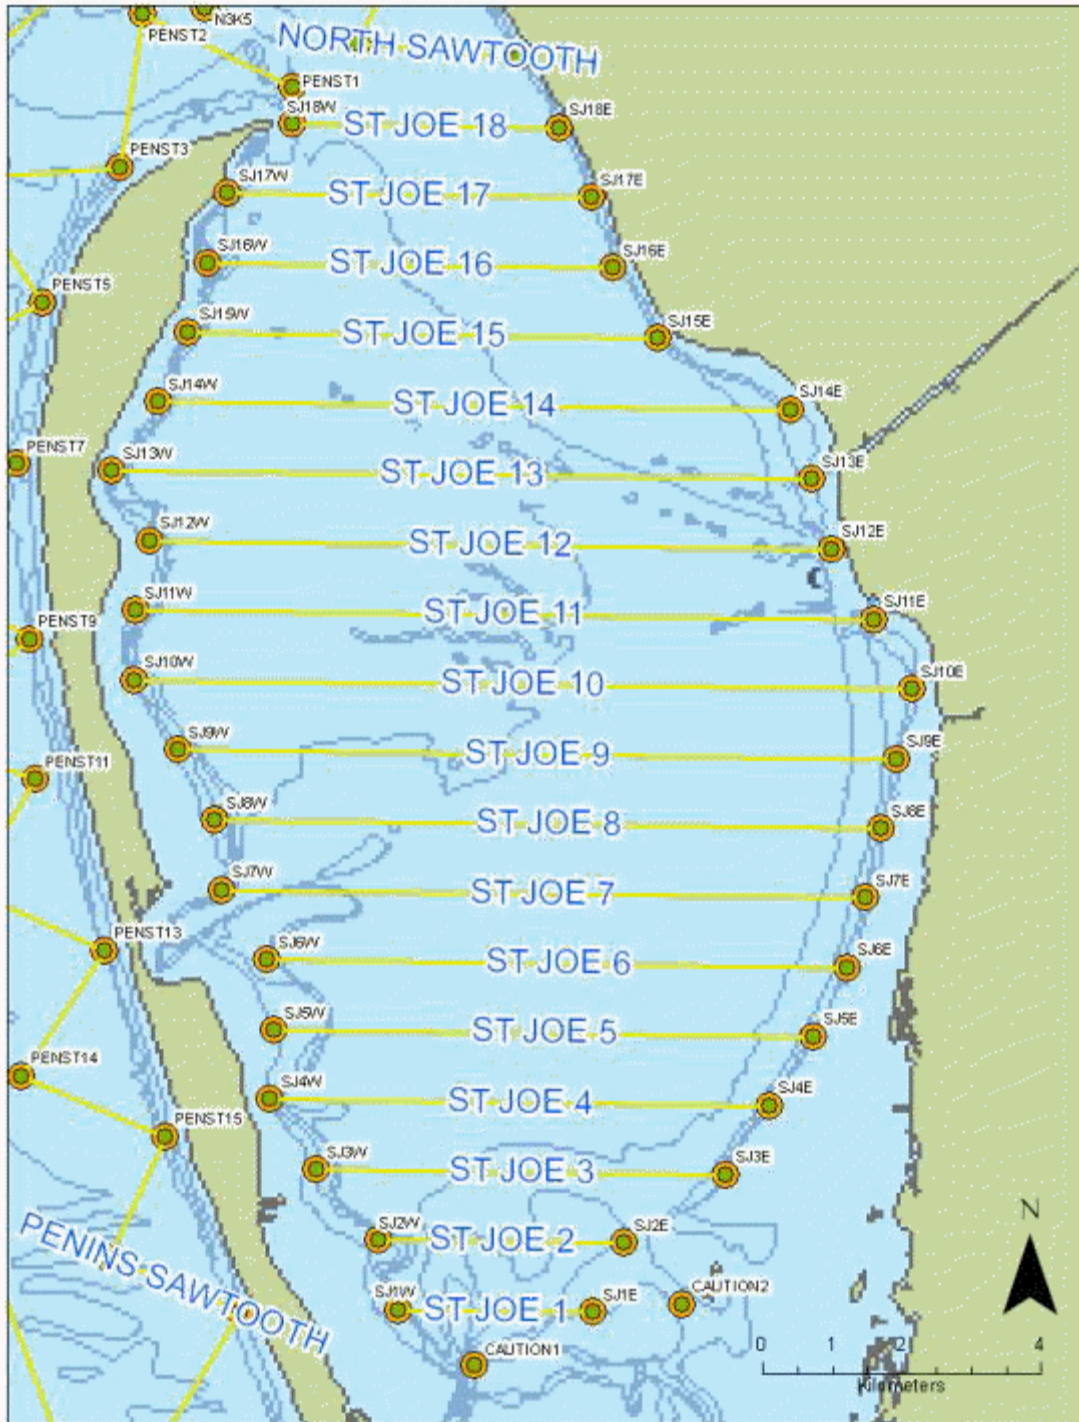 N3K5
PENST2
NORTH SAWTOOTH
PENST1
SJ18W
ST JOE 18
SJ18E
PENST3
SJ17W
ST JOE 17
SJ17E
SJ16W
ST JOE 16
SJ16E
PENST5
SJ15W
ST JOE 15
SJ15E
SJ14W
ST JOE 14
SJ14E
PENST7
SJ13W
ST JOE 13
SJ13E
SJ12W
ST JOE 12
SJ12E
SJ11W
ST JOE 11
SJ11E
PENST9
SJ10W
ST JOE 10
SJ10E
SJ9W
ST JOE 9
SJ9E
PENST11
SJ8W
ST JOE 8
SJ8E
SJ7W
ST JOE 7
SJ7E
PENST13
SJ6W
ST JOE 6
SJ6E
SJ5W
ST JOE 5
SJ5E
PENST14
SJ4W
ST JOE 4
SJ4E
PENST15
SJ3W
ST JOE 3
SJ3E
SJ2W
ST JOE 2
SJ2E
PENINS SAWTOOTH
SJ1W
ST JOE 1
SJ1E
CAUTION2
CAUTION1
N
0 1 2 4
Kilometers